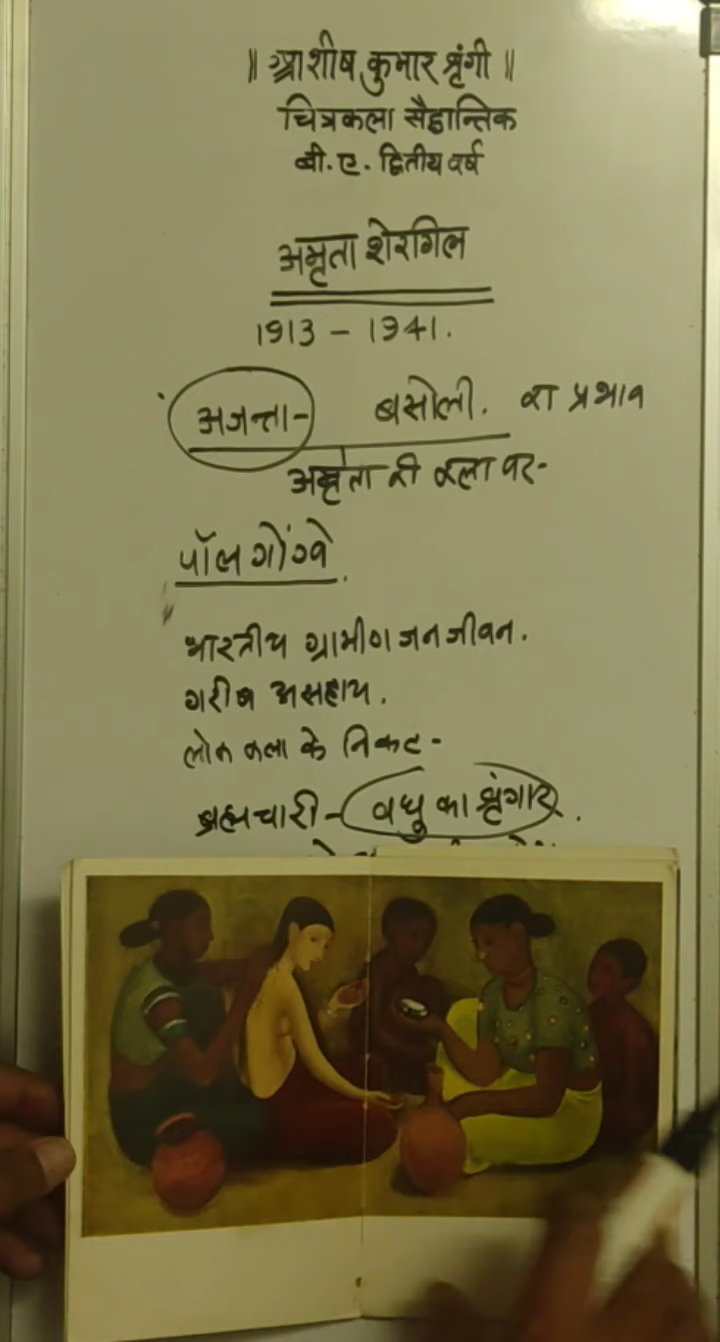 ॥ आशीष कुमार श्रृंगी ॥
चित्रकला सैद्धान्तिक
बी. ए. द्वितीय वर्ष
अमृता शेरगिल
1913 - 1941.
अजन्ता- बसोली. का प्रभाव
अमृता की कला पर-
पॉल गोंग्वे
भारतीय ग्रामीण जनजीवन.
गरीब असहाय.
लोक कला के निकट-
ब्रह्मचारी- वधु का श्रृंगार.